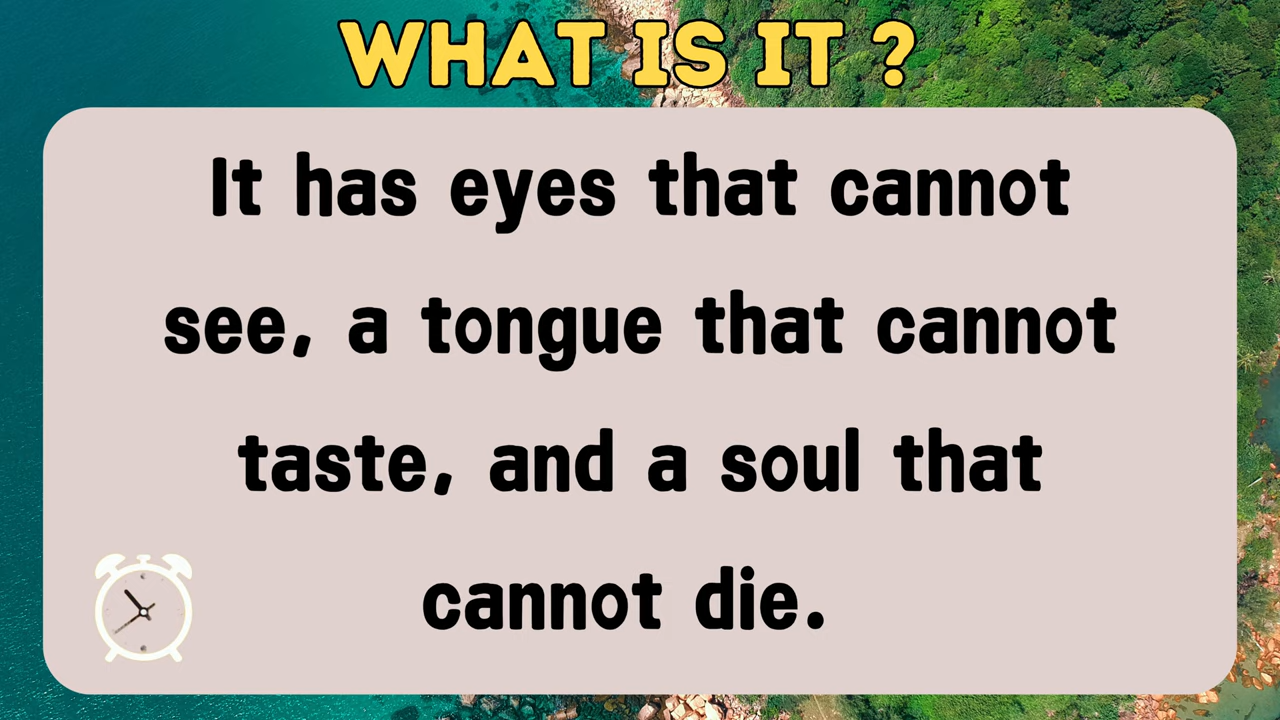 WHAT IS IT ?
It has eyes that cannot
see, a tongue that cannot
taste, and a soul that
cannot die.